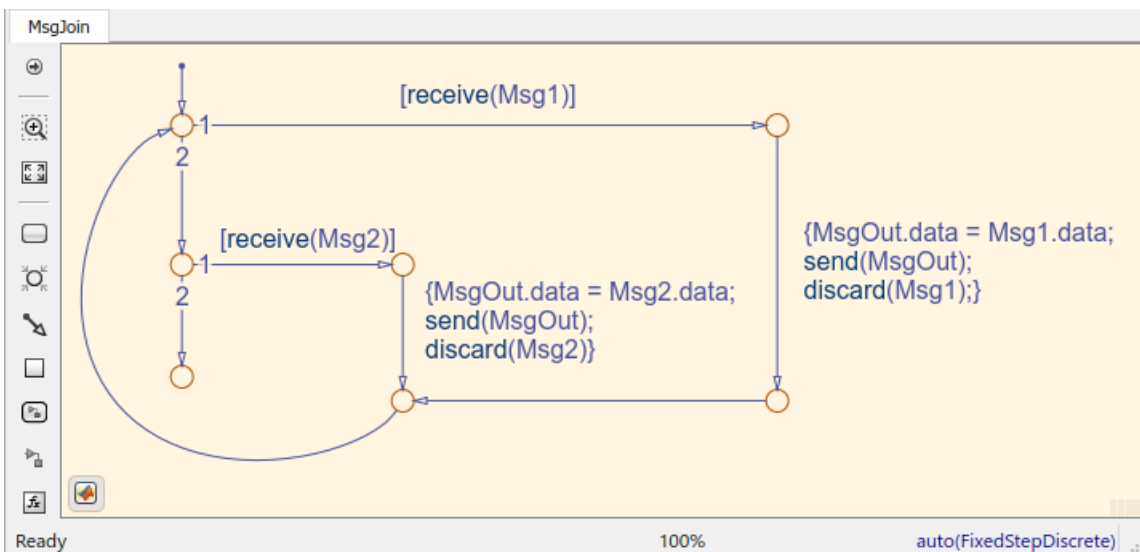 MsgJoin
[receive(Msg1)]
1
2
[receive(Msg2)]
1
2
{MsgOut.data = Msg1.data;
send(MsgOut);
discard(Msg1);}
{MsgOut.data = Msg2.data;
send(MsgOut);
discard(Msg2)}
fx
Ready
100%
auto(FixedStepDiscrete)